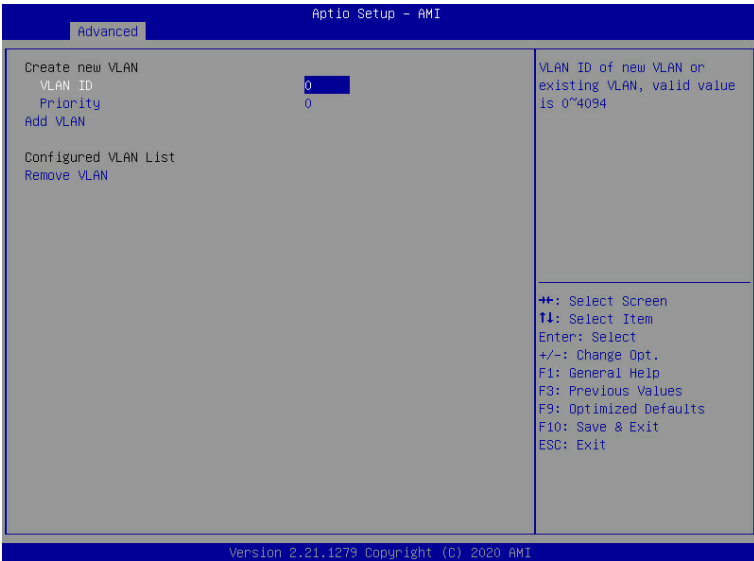 Aptio Setup – AMI
Advanced
Create new VLAN
VLAN ID 0
Priority 0
Add VLAN
Configured VLAN List
Remove VLAN
VLAN ID of new VLAN or
existing VLAN, valid value
is 0~4094
→←: Select Screen
↑↓: Select Item
Enter: Select
+/-: Change Opt.
F1: General Help
F3: Previous Values
F9: Optimized Defaults
F10: Save & Exit
ESC: Exit
Version 2.21.1279 Copyright (C) 2020 AMI